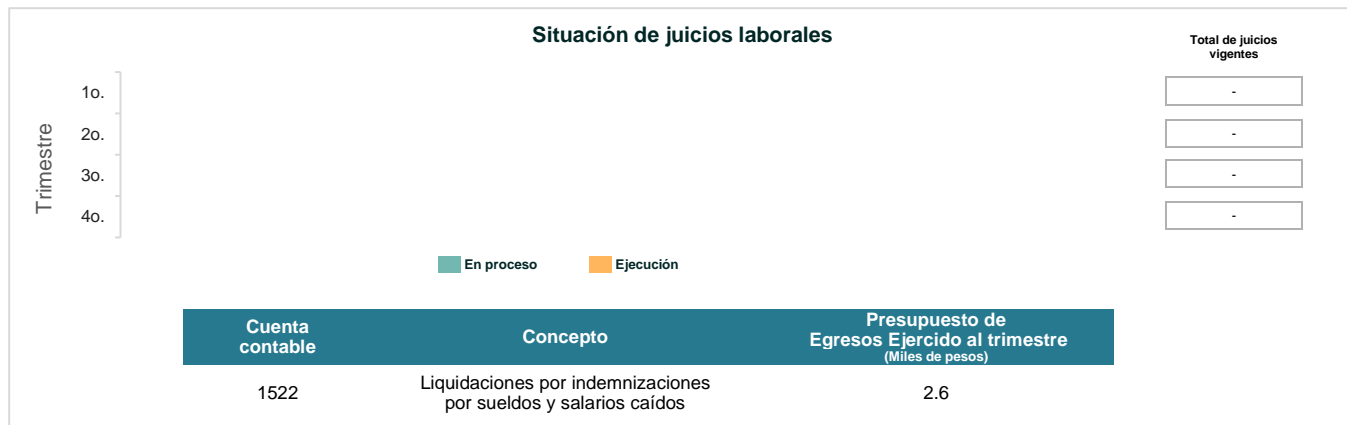 Situación de juicios laborales
Total de juicios
vigentes
Trimestre
1o.
-
2o.
-
3o.
-
4o.
-
En proceso
Ejecución
Cuenta
contable
Concepto
Presupuesto de
Egresos Ejercido al trimestre
(Miles de pesos)
1522
Liquidaciones por indemnizaciones
por sueldos y salarios caídos
2.6